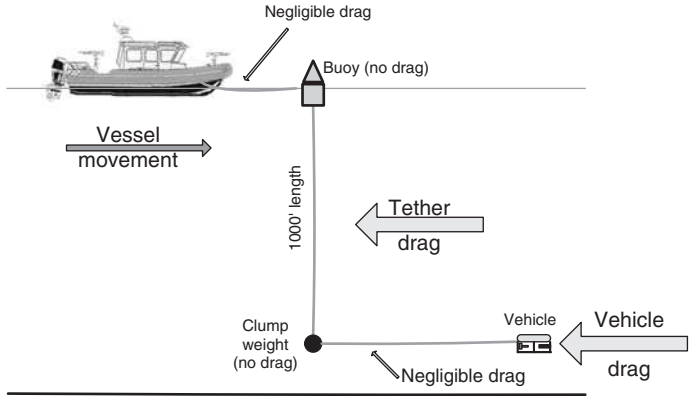 Negligible drag
Buoy (no drag)
Vessel
movement
1000' length
Tether
drag
Clump
weight
(no drag)
Vehicle
Vehicle
drag
Negligible drag